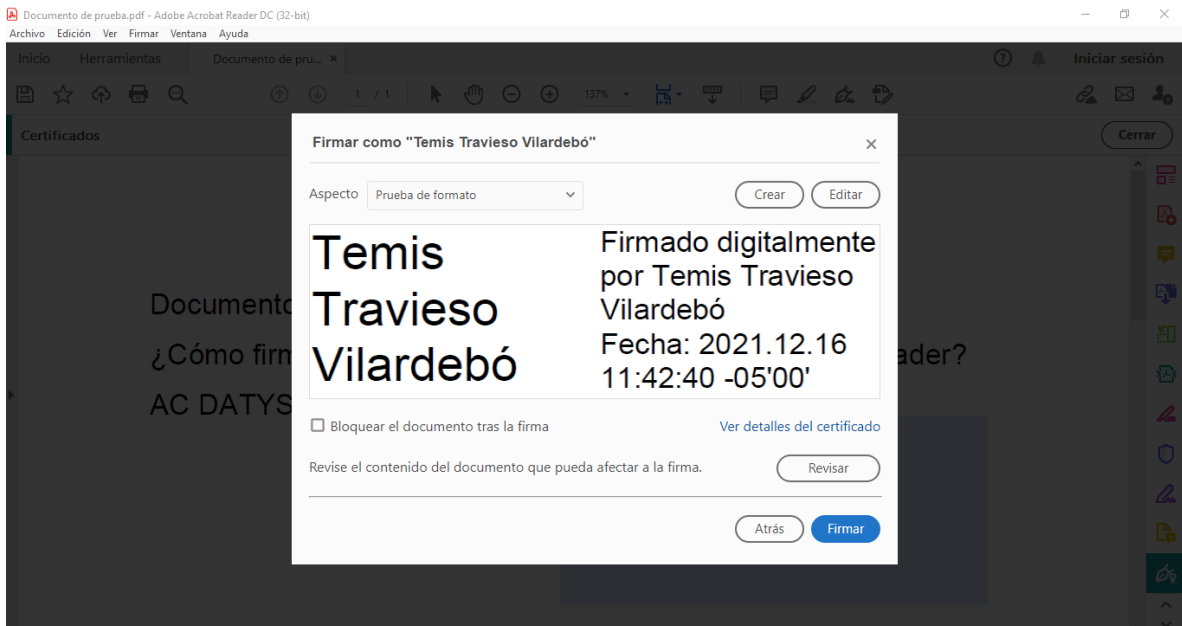 Documento de prueba.pdf - Adobe Acrobat Reader DC (32-bit)
Archivo Edición Ver Firmar Ventana Ayuda
Inicio Herramientas Documento de pru... × Iniciar sesión
1 / 1 137%
Certificados Cerrar
Firmar como "Temis Travieso Vilardebó"
Aspecto Prueba de formato Crear Editar
Temis
Travieso
Vilardebó
Firmado digitalmente
por Temis Travieso
Vilardebó
Fecha: 2021.12.16
11:42:40 -05'00'
Bloquear el documento tras la firma Ver detalles del certificado
Revise el contenido del documento que pueda afectar a la firma. Revisar
Atrás Firmar
Documento
¿Cómo firm
ader?
AC DATYS